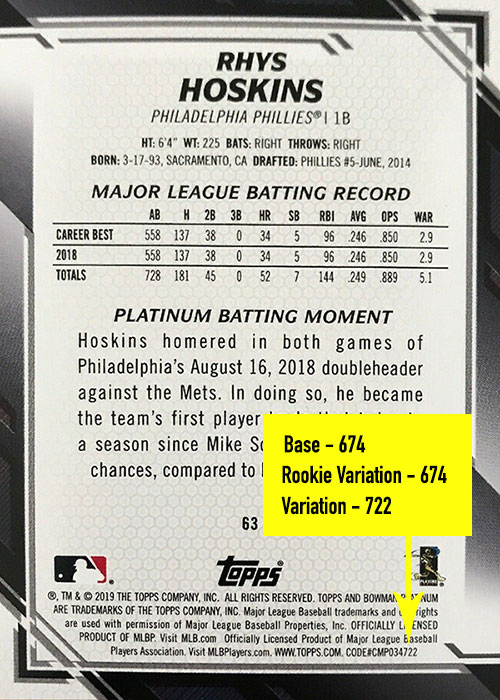 RHYS
HOSKINS
PHILADELPHIA PHILLIES® | 1B
HT: 6'4" WT: 225 BATS: RIGHT THROWS: RIGHT
BORN: 3-17-93, SACRAMENTO, CA DRAFTED: PHILLIES #5-JUNE, 2014
MAJOR LEAGUE BATTING RECORD
AB H 2B 3B HR SB RBI AVG OPS WAR
CAREER BEST 558 137 38 0 34 5 96 .246 .850 2.9
2018 558 137 38 0 34 5 96 .246 .850 2.9
TOTALS 728 181 45 0 52 7 144 .249 .889 5.1
PLATINUM BATTING MOMENT
Hoskins homered in both games of
Philadelphia's August 16, 2018 doubleheader
against the Mets. In doing so, he became
the team's first player
a season since Mike
chances, compared to
Base - 674
Rookie Variation - 674
Variation - 722
63
TOPPS®
®, TM & © 2019 THE TOPPS COMPANY, INC. ALL RIGHTS RESERVED. TOPPS AND BOWMAN PLATINUM
ARE TRADEMARKS OF THE TOPPS COMPANY, INC. Major League Baseball trademarks and copyrights
are used with permission of Major League Baseball Properties, Inc. OFFICIALLY LICENSED
PRODUCT OF MLBP. Visit MLB.com Officially Licensed Product of Major League Baseball
Players Association. Visit MLBPlayers.com. WWW.TOPPS.COM. CODE#CMP034722